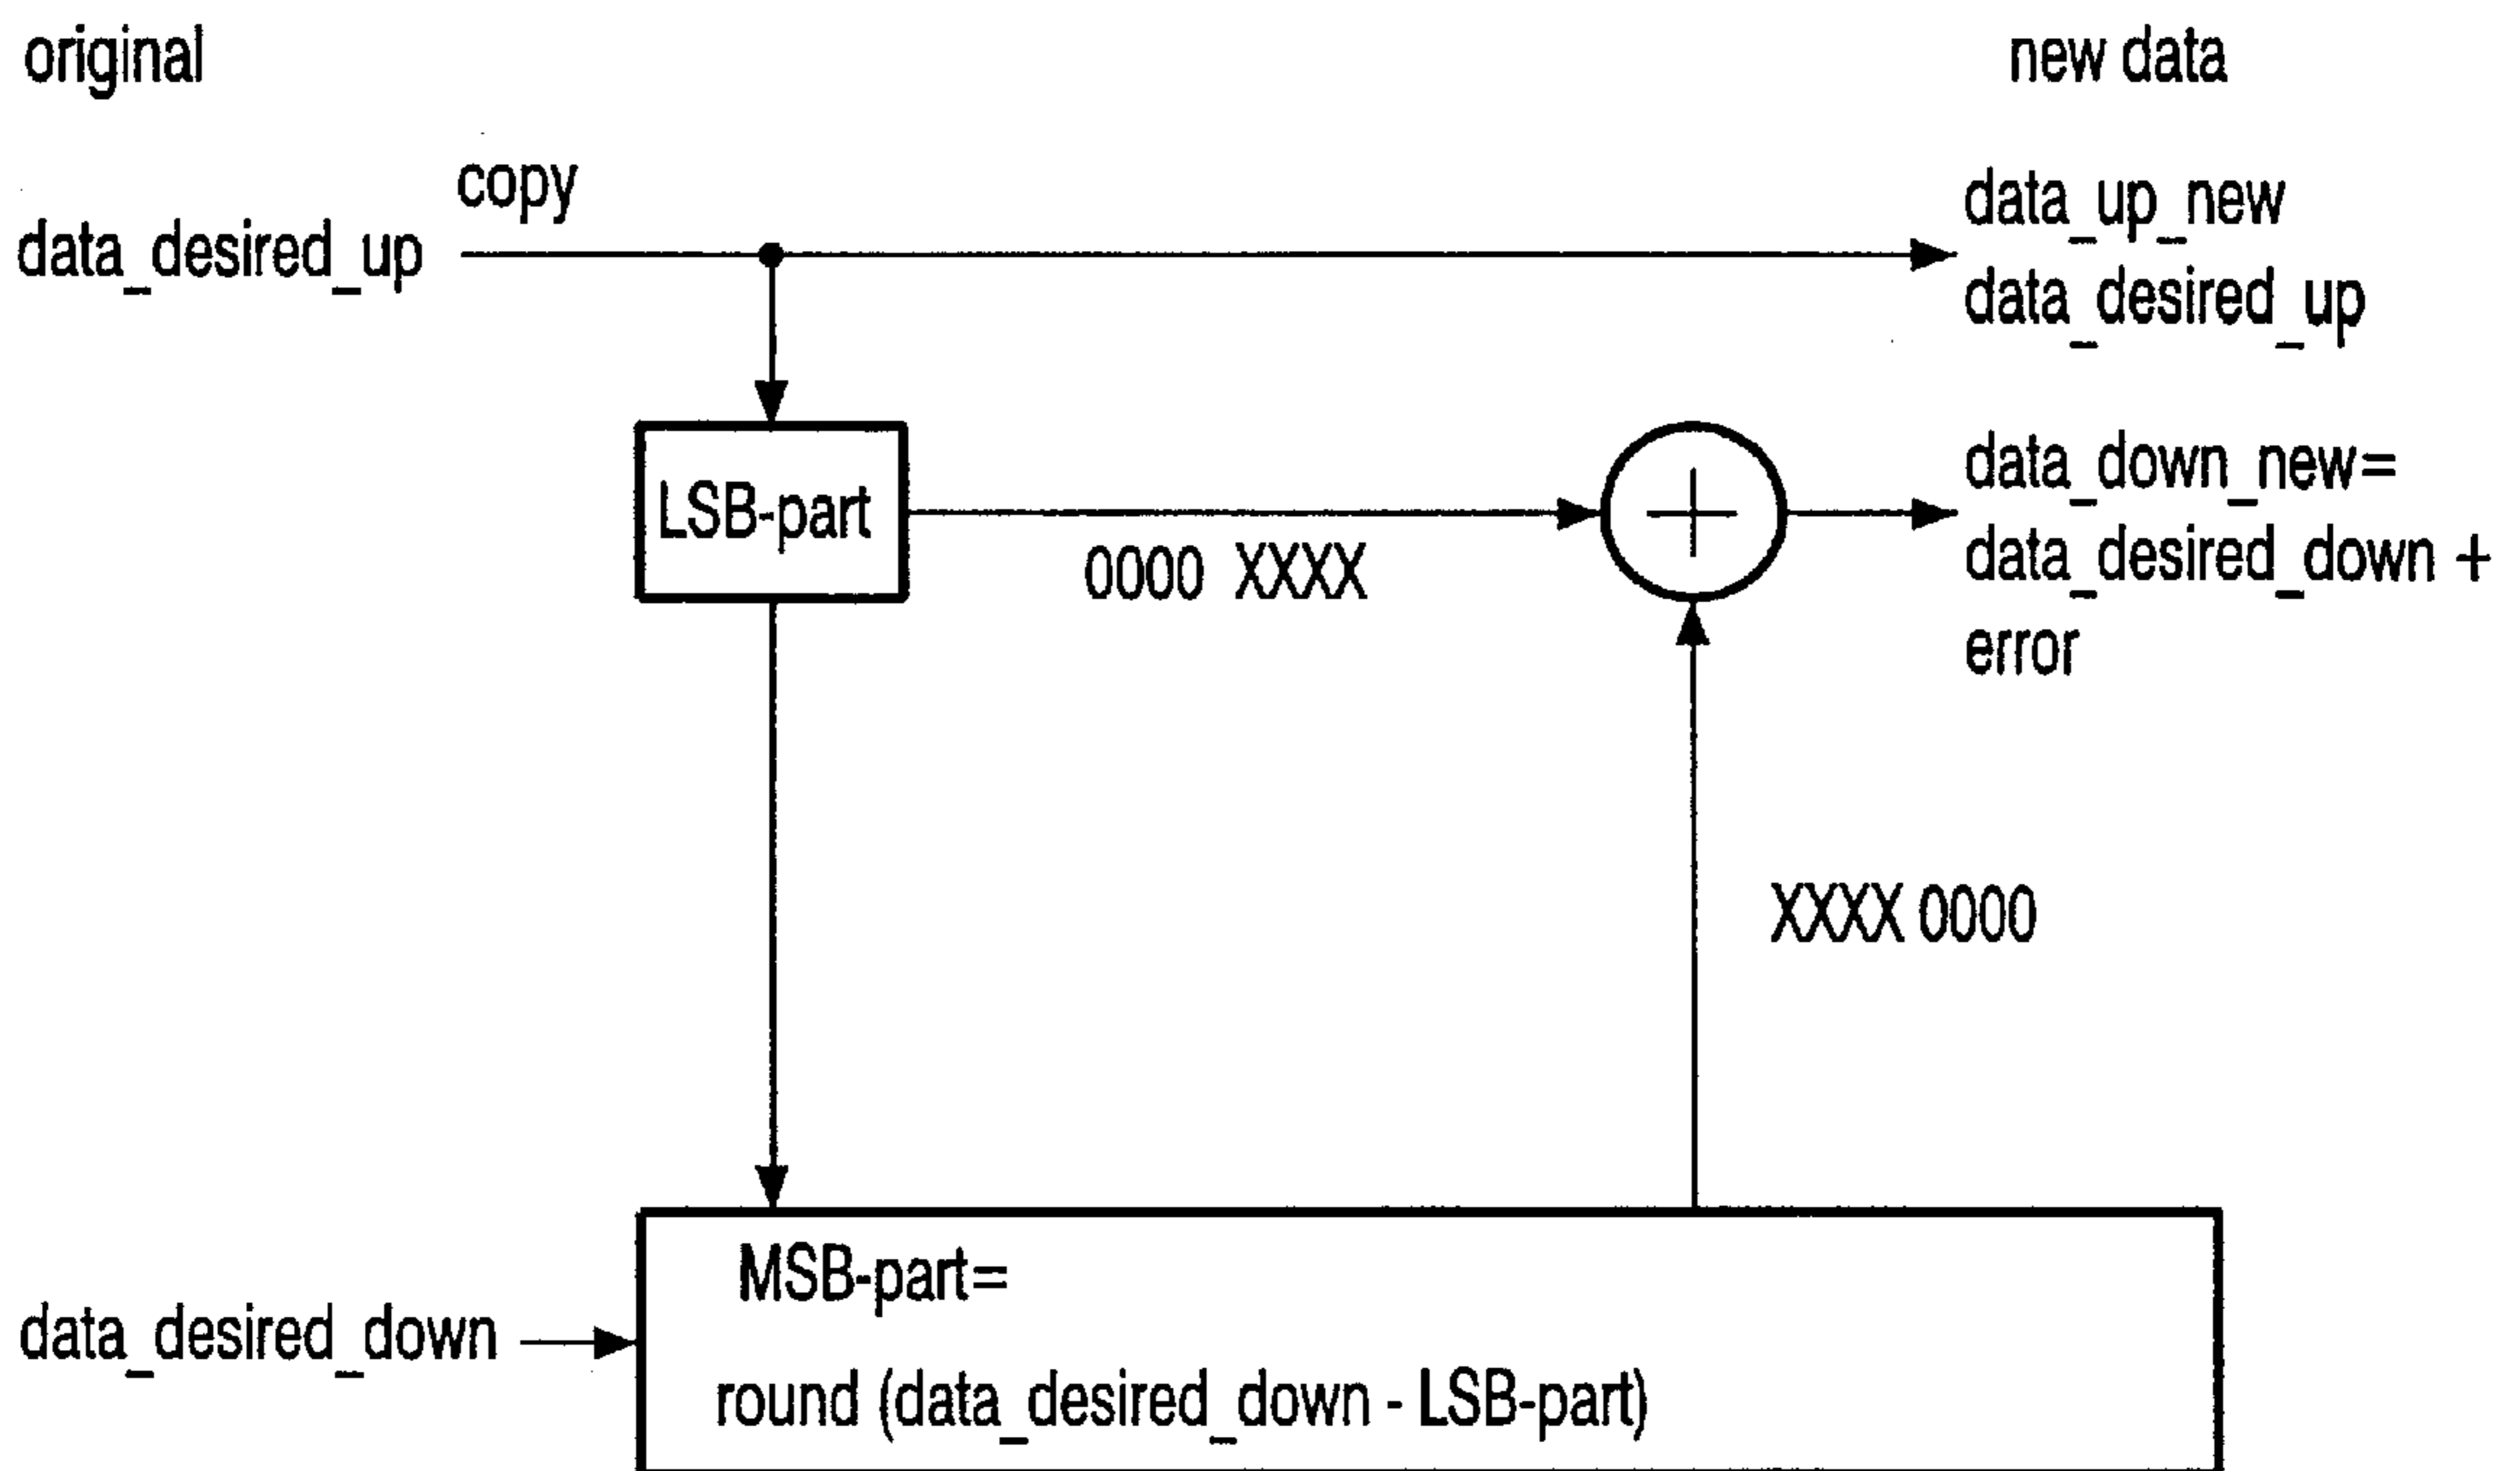 original
new data
copy
data_desired_up
data_up_new
data_desired_up
LSB-part
0000 XXXX
data_down_new=
data_desired_down +
error
XXXX 0000
data_desired_down
MSB-part=
round (data_desired_down - LSB-part)